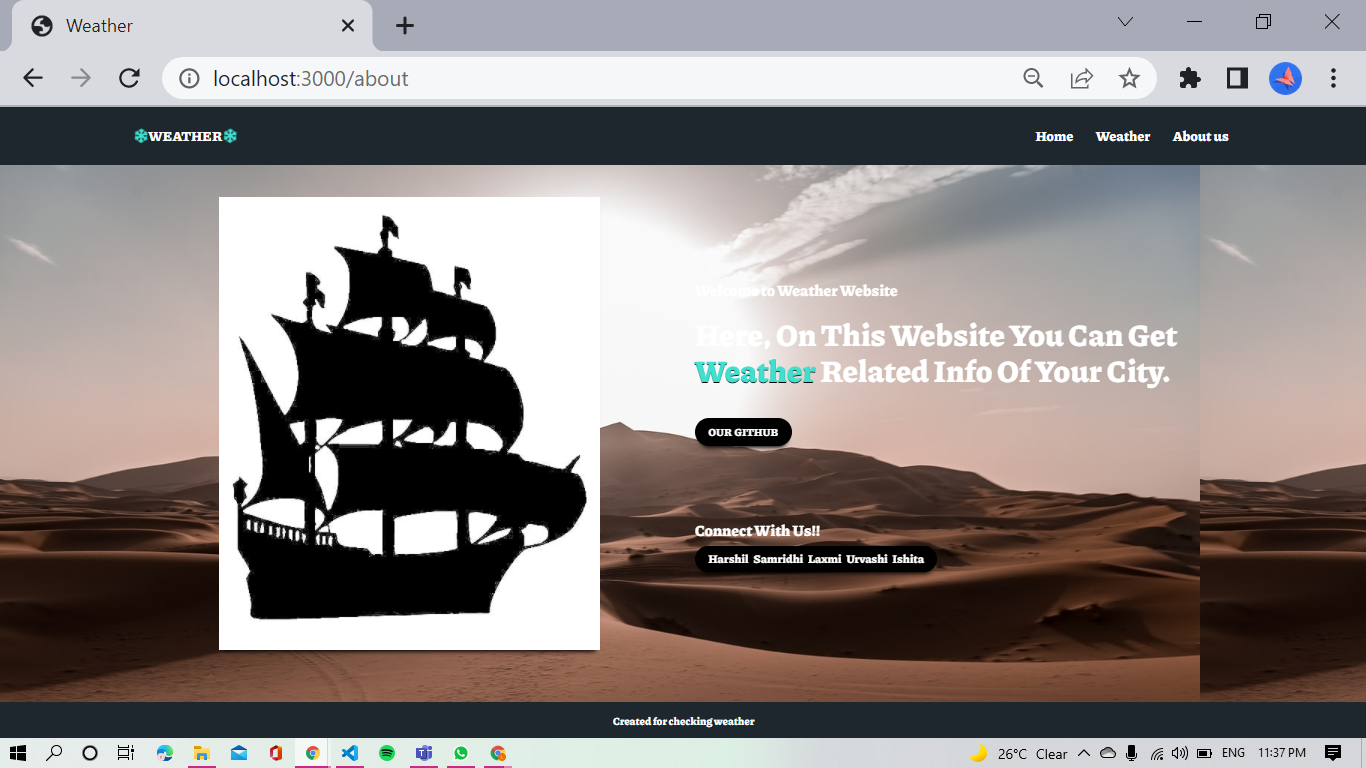 Weather
localhost:3000/about
❄WEATHER❄
Home Weather About us
Welcome to Weather Website
Here, On This Website You Can Get
Weather Related Info Of Your City.
OUR GITHUB
Connect With Us!!
Harshil Samridhi Laxmi Urvashi Ishita
Created for checking weather
26°C Clear ENG 11:37 PM